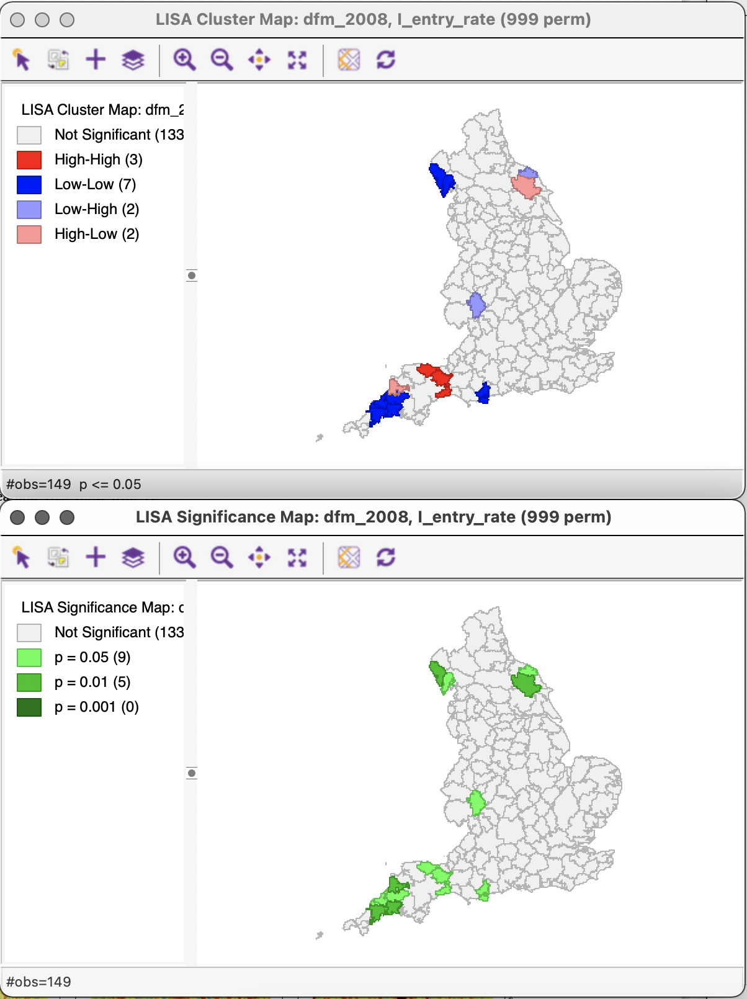 LISA Cluster Map: dfm_2008, I_entry_rate (999 perm)
LISA Cluster Map: dfm_2
Not Significant (133
High-High (3)
Low-Low (7)
Low-High (2)
High-Low (2)
#obs=149 p <= 0.05
LISA Significance Map: dfm_2008, I_entry_rate (999 perm)
LISA Significance Map: d
Not Significant (133
p = 0.05 (9)
p = 0.01 (5)
p = 0.001 (0)
#obs=149